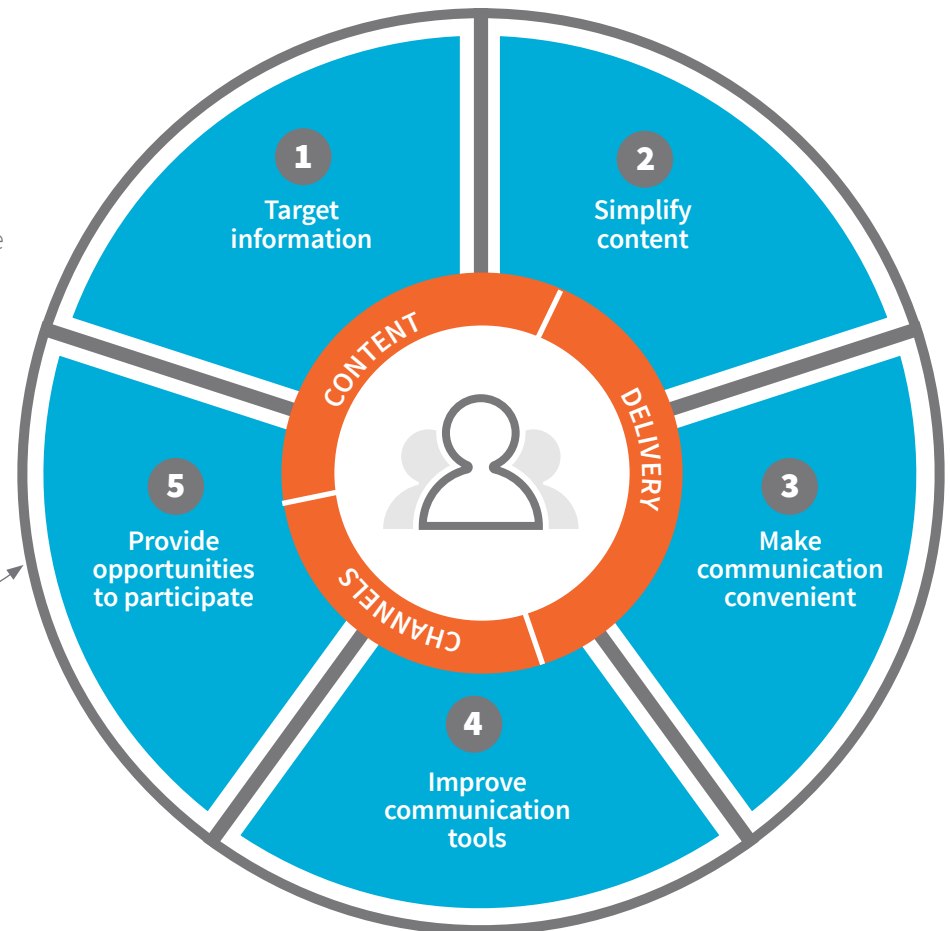 1
Target
information
2
Simplify
content
3
Make
communication
convenient
4
Improve
communication
tools
5
Provide
opportunities
to participate
CONTENT
DELIVERY
CHANNELS
e